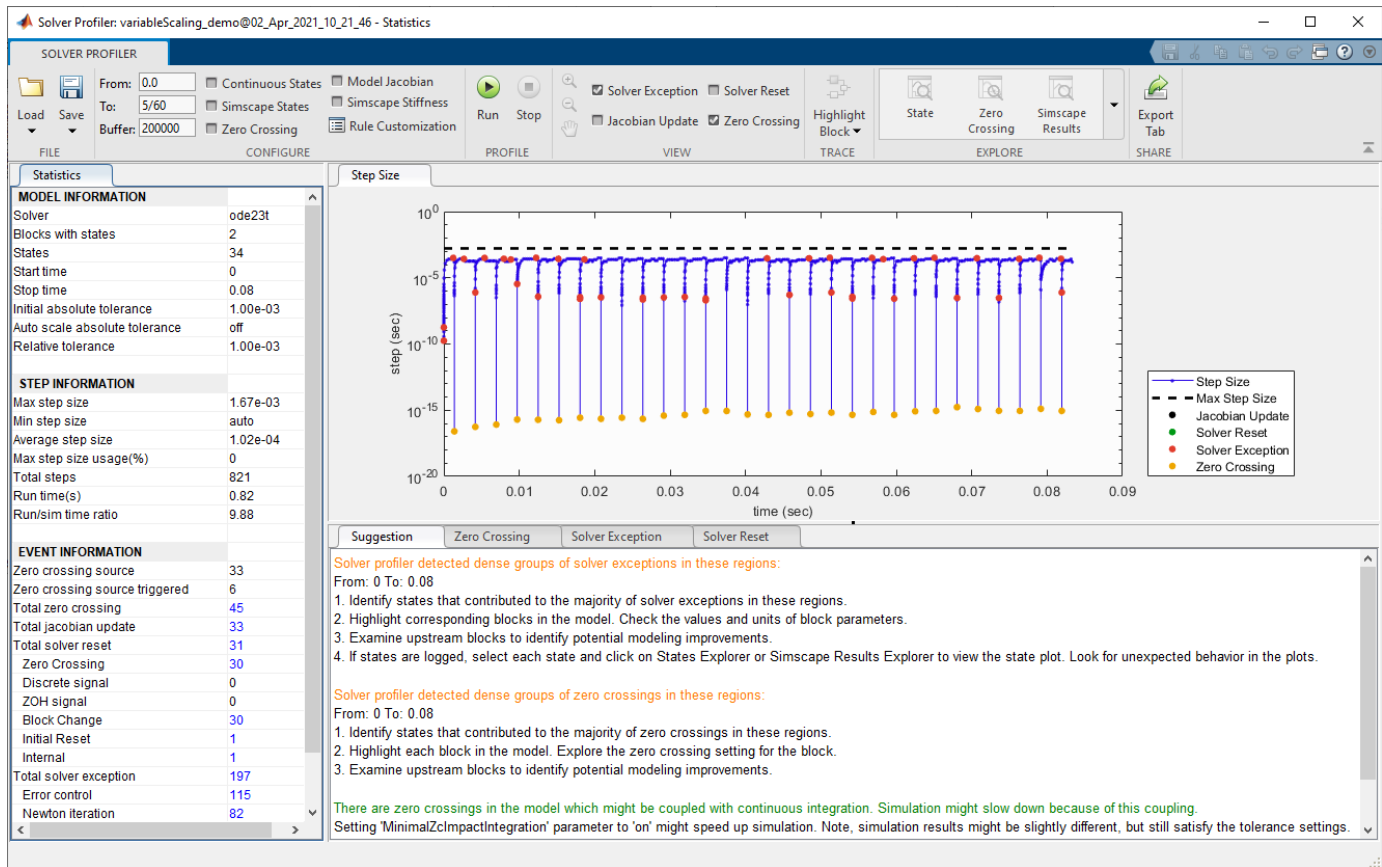 Solver Profiler: variableScaling_demo@02_Apr_2021_10_21_46 - Statistics
SOLVER PROFILER
Load
Save
FILE
From: 0.0
To: 5/60
Buffer: 200000
Continuous States
Simscape States
Zero Crossing
Model Jacobian
Simscape Stiffness
Rule Customization
CONFIGURE
Run
Stop
PROFILE
Solver Exception
Solver Reset
Jacobian Update
Zero Crossing
VIEW
Highlight
Block
TRACE
State
Zero
Crossing
Simscape
Results
EXPLORE
Export
Tab
SHARE
Statistics
MODEL INFORMATION
Solver ode23t
Blocks with states 2
States 34
Start time 0
Stop time 0.08
Initial absolute tolerance 1.00e-03
Auto scale absolute tolerance off
Relative tolerance 1.00e-03
STEP INFORMATION
Max step size 1.67e-03
Min step size auto
Average step size 1.02e-04
Max step size usage(%) 0
Total steps 821
Run time(s) 0.82
Run/sim time ratio 9.88
EVENT INFORMATION
Zero crossing source 33
Zero crossing source triggered 6
Total zero crossing 45
Total jacobian update 33
Total solver reset 31
Zero Crossing 30
Discrete signal 0
ZOH signal 0
Block Change 30
Initial Reset 1
Internal 1
Total solver exception 197
Error control 115
Newton iteration 82
Step Size
10^0
10^-5
10^-10
10^-15
10^-20
step (sec)
0 0.01 0.02 0.03 0.04 0.05 0.06 0.07 0.08 0.09
time (sec)
Step Size
Max Step Size
Jacobian Update
Solver Reset
Solver Exception
Zero Crossing
Suggestion Zero Crossing Solver Exception Solver Reset
Solver profiler detected dense groups of solver exceptions in these regions:
From: 0 To: 0.08
1. Identify states that contributed to the majority of solver exceptions in these regions.
2. Highlight corresponding blocks in the model. Check the values and units of block parameters.
3. Examine upstream blocks to identify potential modeling improvements.
4. If states are logged, select each state and click on States Explorer or Simscape Results Explorer to view the state plot. Look for unexpected behavior in the plots.
Solver profiler detected dense groups of zero crossings in these regions:
From: 0 To: 0.08
1. Identify states that contributed to the majority of zero crossings in these regions.
2. Highlight each block in the model. Explore the zero crossing setting for the block.
3. Examine upstream blocks to identify potential modeling improvements.
There are zero crossings in the model which might be coupled with continuous integration. Simulation might slow down because of this coupling.
Setting 'MinimalZcImpactIntegration' parameter to 'on' might speed up simulation. Note, simulation results might be slightly different, but still satisfy the tolerance settings.